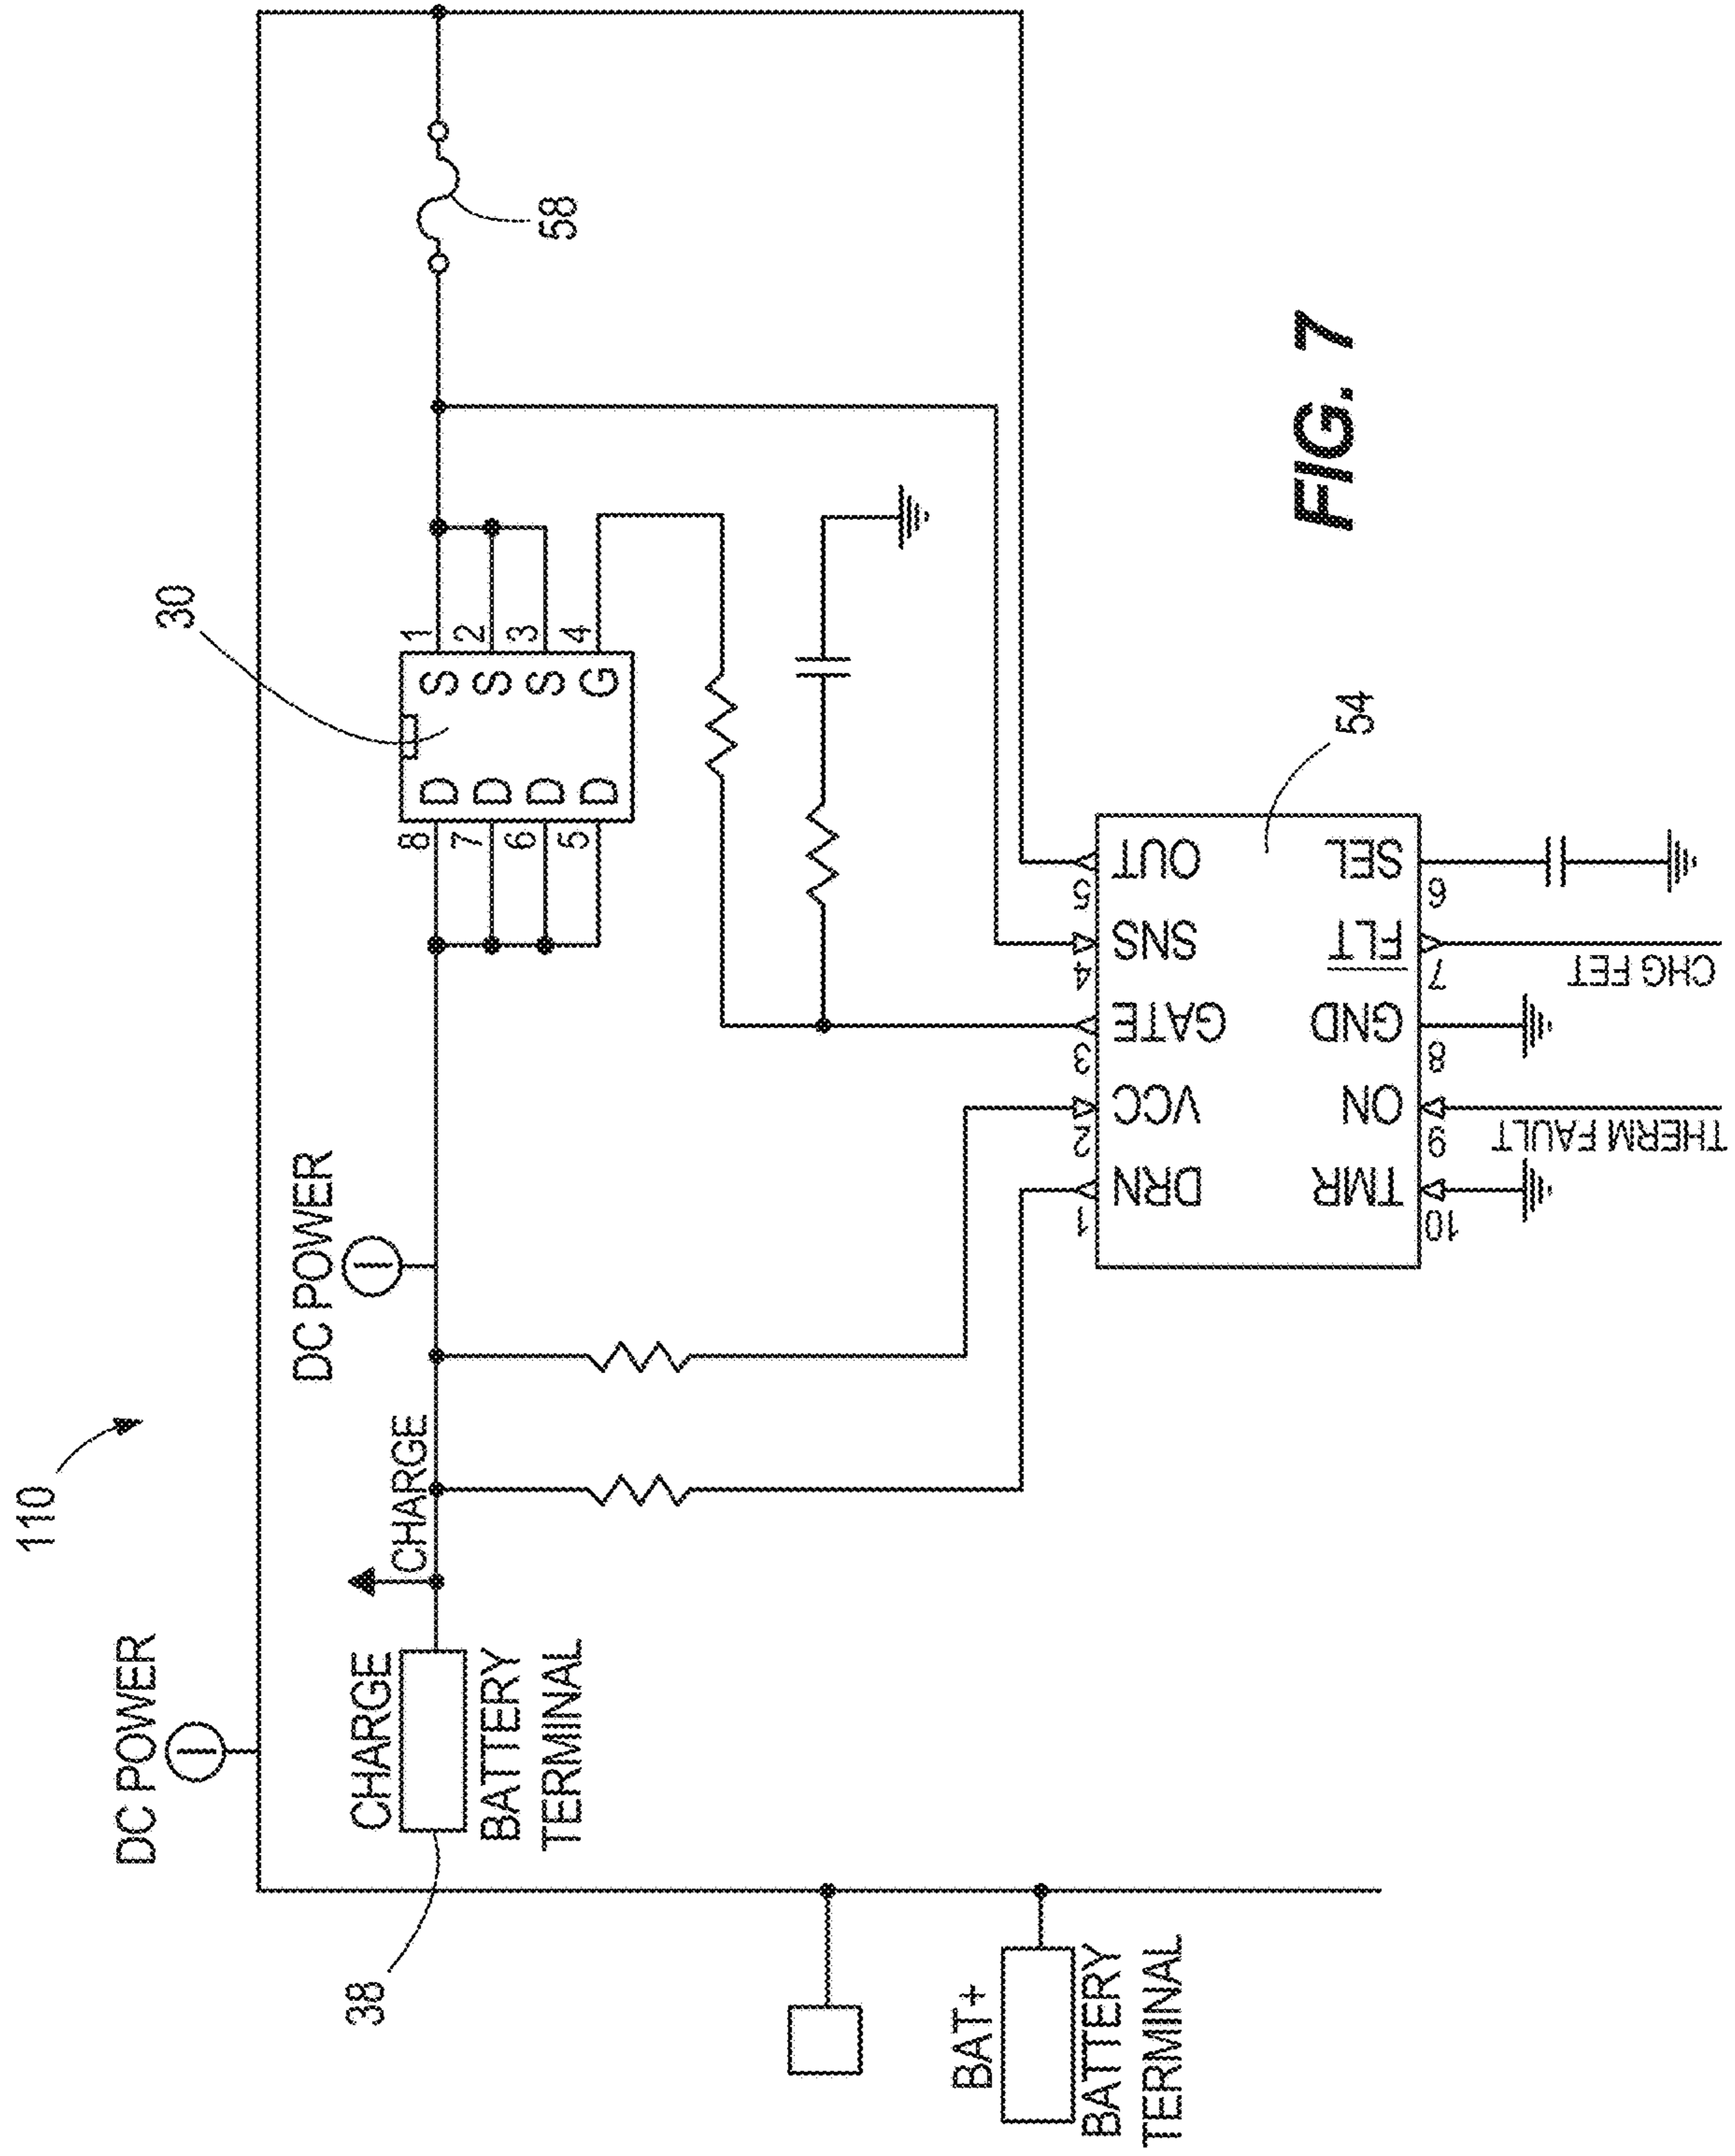 110
DC POWER
DC POWER
30
CHARGE
38
CHARGE
BATTERY
TERMINAL
8 D S 1
7 D S 2
6 D S 3
5 D G 4
58
BAT+
BATTERY
TERMINAL
1 DRN
2 VCC
3 GATE
4 SNS
5 OUT
54
10 TMR
9 ON
8 GND
7 FLT
6 SEL
THERM FAULT
CHG FET
FIG. 7